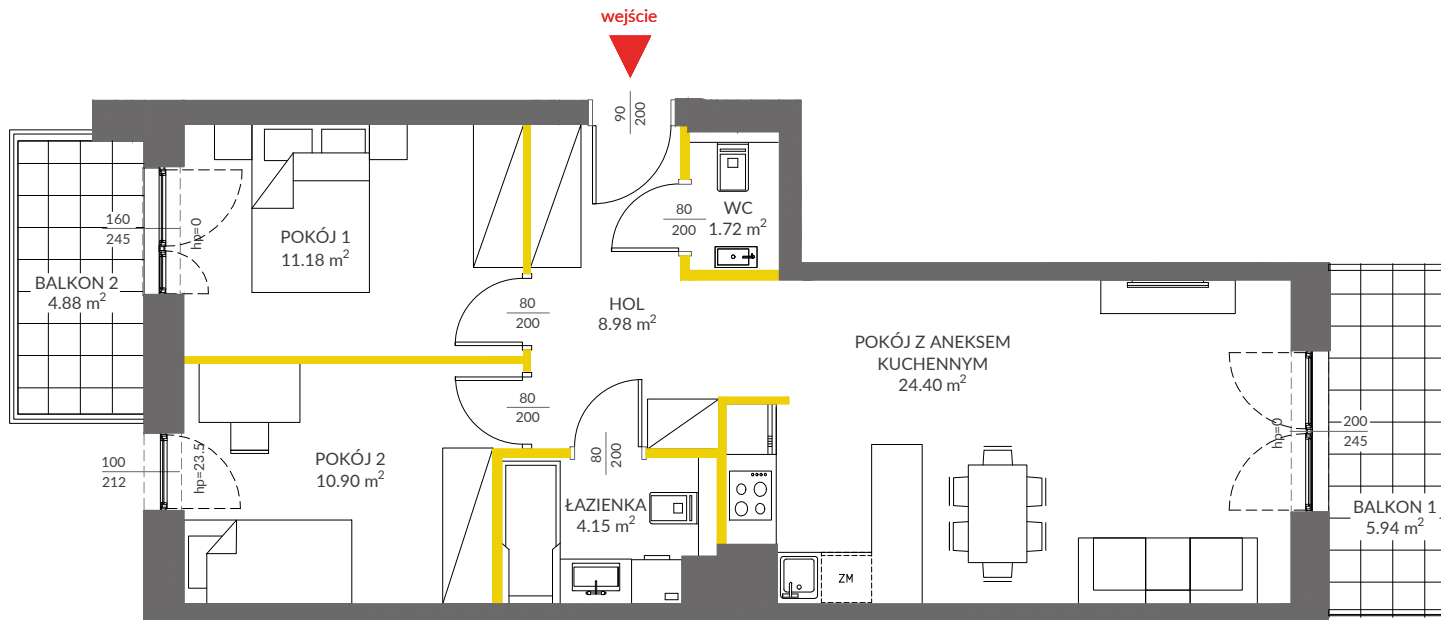 wejście
90
200
WC
1.72 m²
80
200
160
245
hp=0
POKÓJ 1
11.18 m²
BALKON 2
4.88 m²
80
200
HOL
8.98 m²
POKÓJ Z ANEKSEM
KUCHENNYM
24.40 m²
80
200
hp=0
200
245
100
212
hp=23.5
POKÓJ 2
10.90 m²
80
200
ŁAZIENKA
4.15 m²
BALKON 1
5.94 m²
ZM